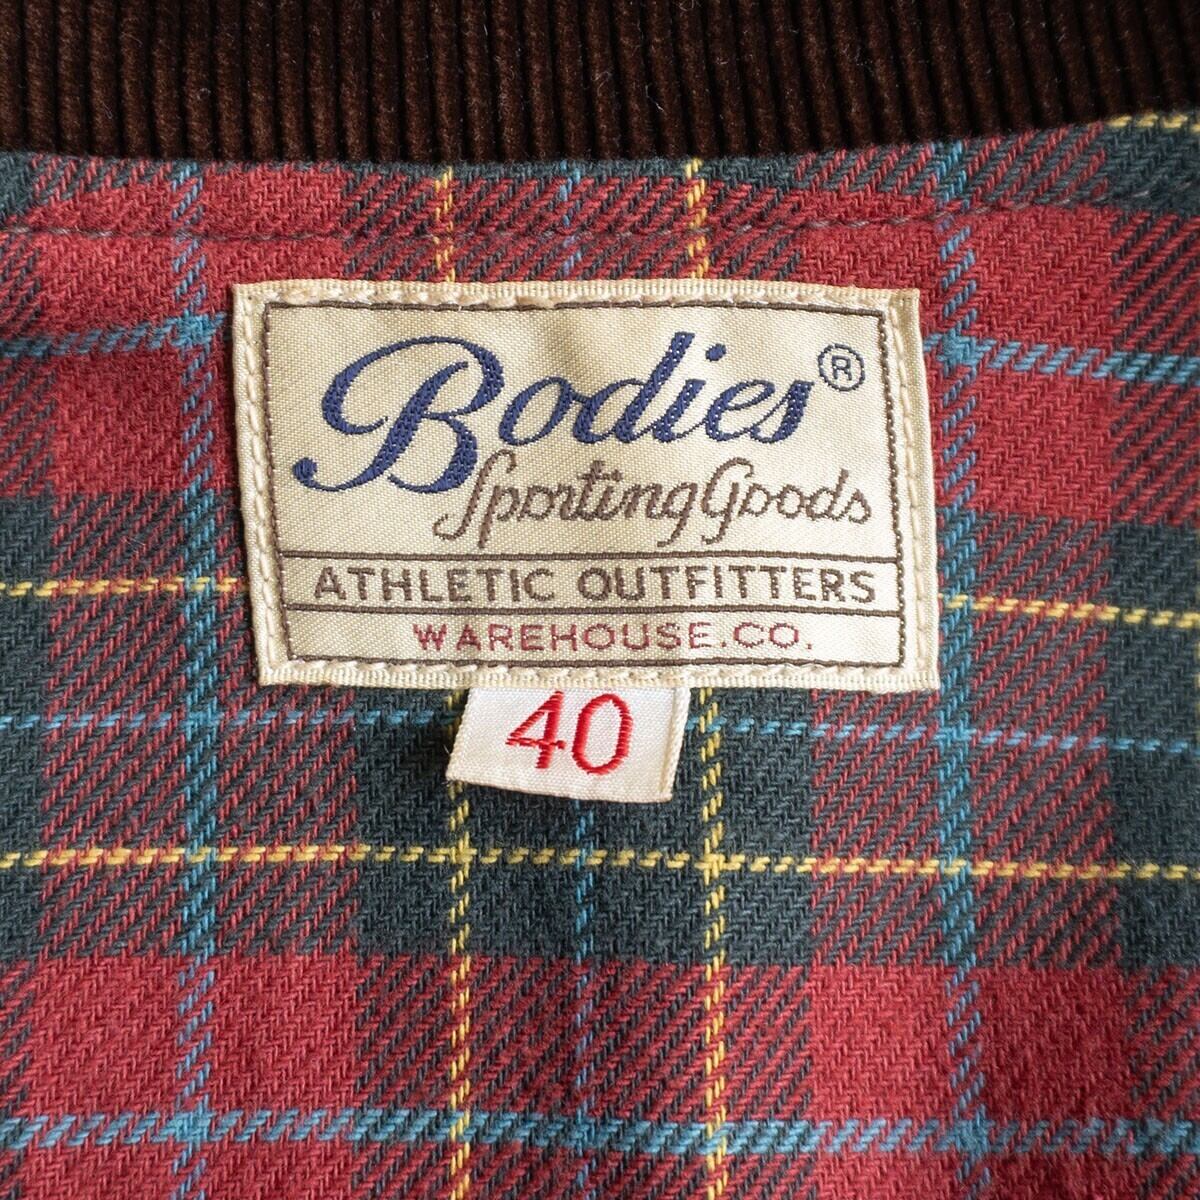 Bodies®
Sporting Goods
ATHLETIC OUTFITTERS
WAREHOUSE.CO.
40